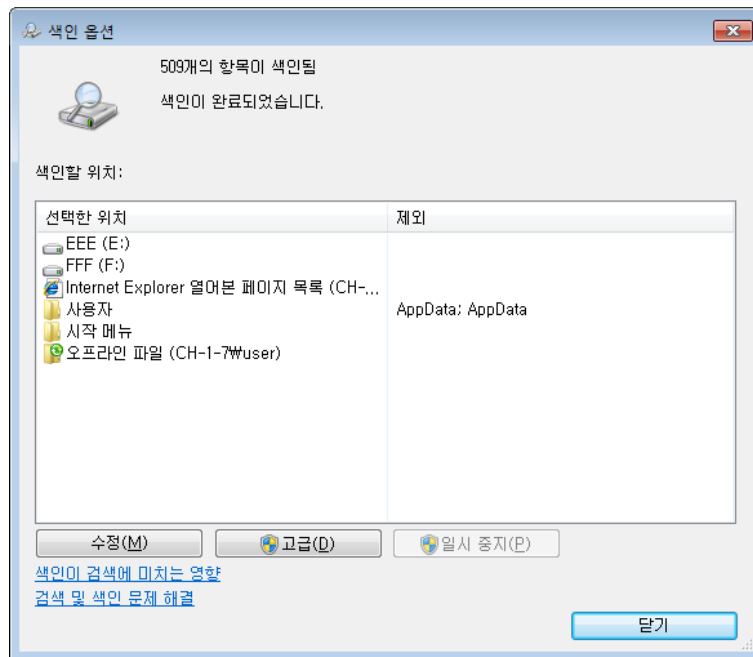 색인 옵션
509개의 항목이 색인됨
색인이 완료되었습니다.
색인할 위치:
선택한 위치 제외
EEE (E:)
FFF (F:)
Internet Explorer 열어본 페이지 목록 (CH-...
사용자 AppData; AppData
시작 메뉴
오프라인 파일 (CH-1-7₩user)
수정(M) 고급(D) 일시 중지(P)
색인이 검색에 미치는 영향
검색 및 색인 문제 해결
닫기